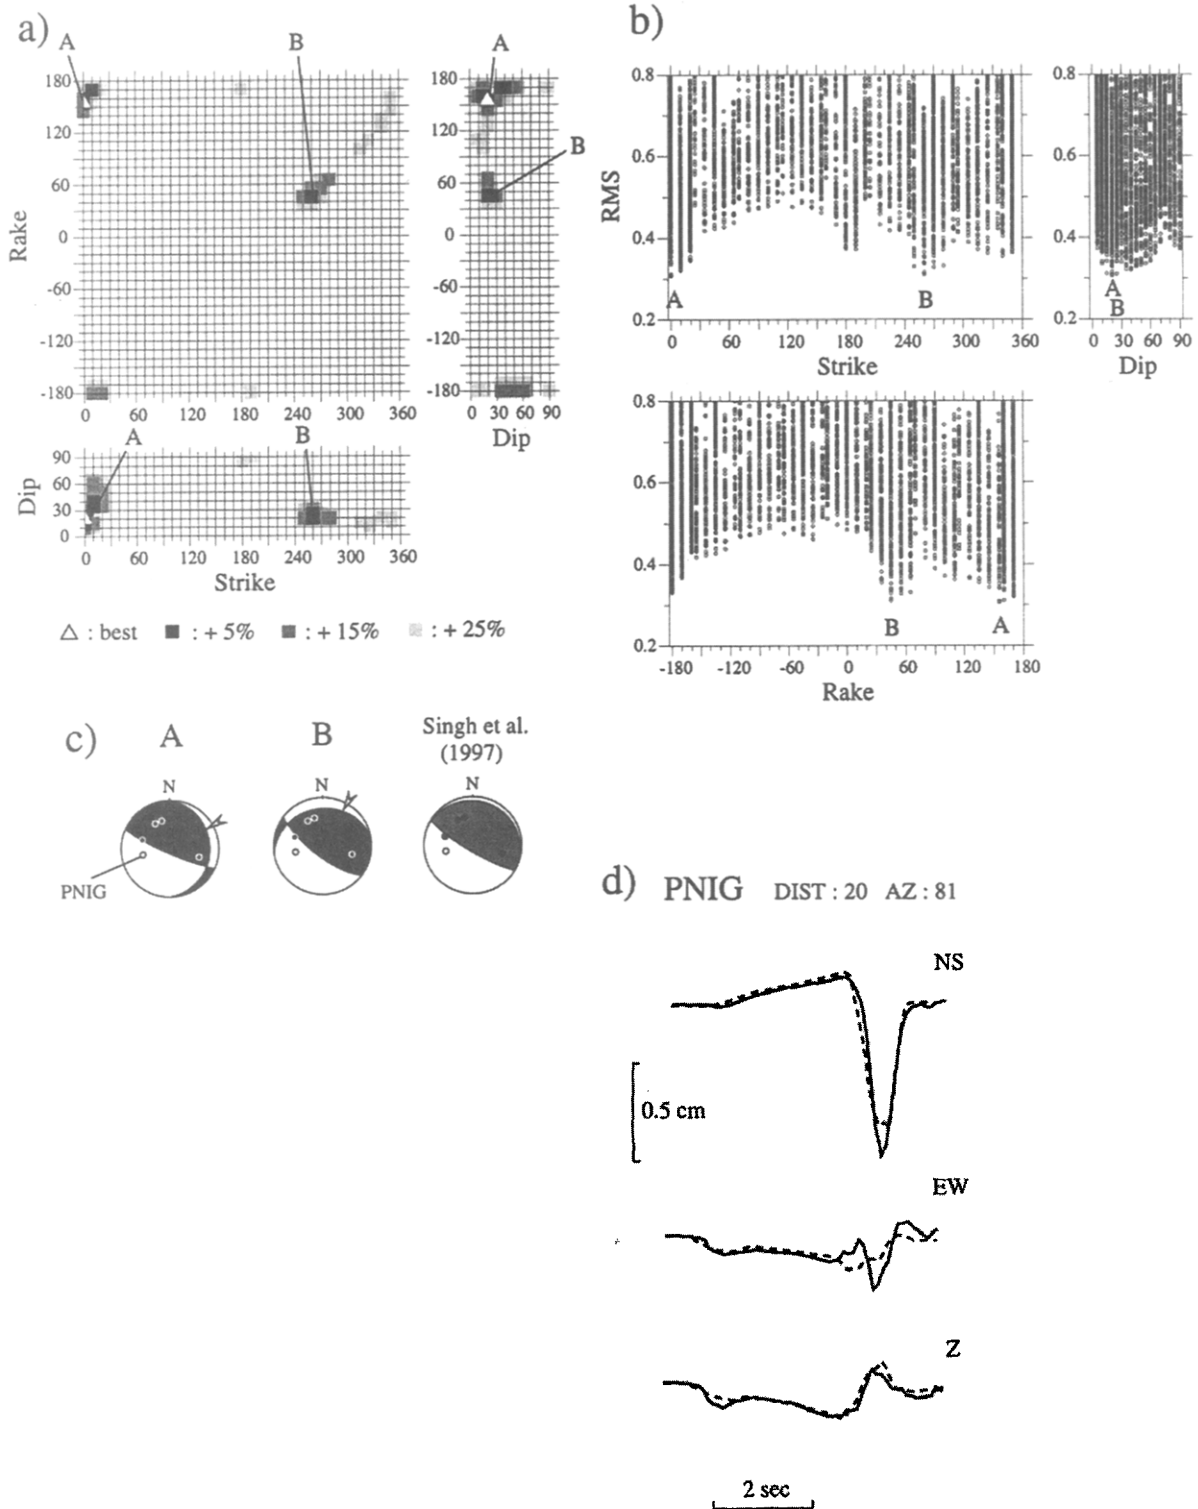 a)
A
B
A
180
120
60
0
-60
-120
-180
Rake
0 60 120 180 240 300 360
180
120
60
0
-60
-120
-180
B
0 30 60 90
Dip
A
B
90
60
30
0
Dip
0 60 120 180 240 300 360
Strike
△ : best ■ : + 5% ■ : + 15% ■ : + 25%
b)
0.8
0.6
0.4
0.2
RMS
A
B
0 60 120 180 240 300 360
Strike
0.8
0.6
0.4
0.2
A
B
0 30 60 90
Dip
0.8
0.6
0.4
0.2
B
A
-180 -120 -60 0 60 120 180
Rake
c)
A
B
Singh et al.
(1997)
N
N
N
PNIG
d) PNIG DIST : 20 AZ : 81
NS
0.5 cm
EW
Z
2 sec